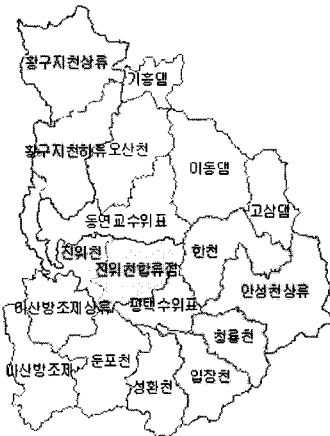 황구지천상류
기흥댐
황구지천하류
오산천
이동댐
고삼댐
동연교수위표
진위천
한천
진위천합류점
안성천상류
아산방조제상류
평택수위표
청룡천
아산방조제
둔포천
입장천
성환천